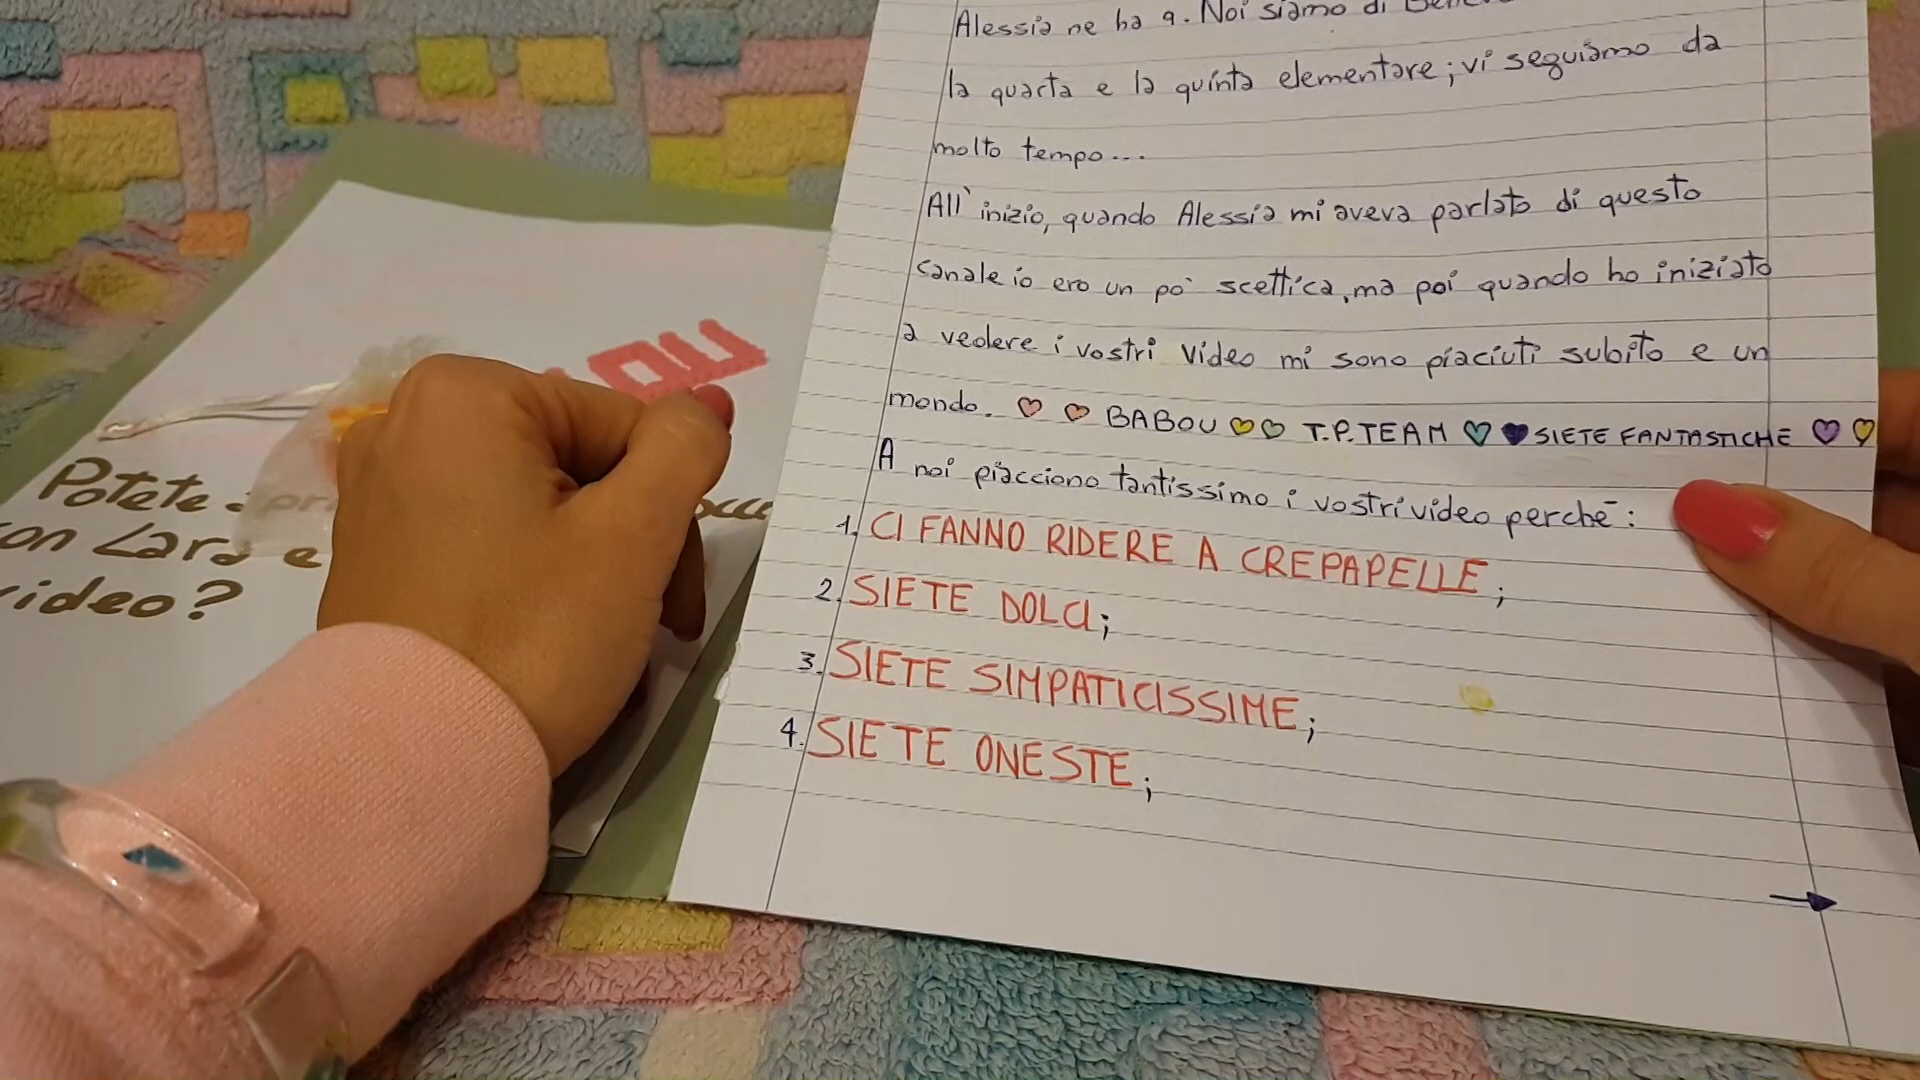 Alessia ne ha 9. Noi siamo di
la quarta e la quinta elementare; vi seguiamo da
molto tempo...
All'inizio, quando Alessia mi aveva parlato di questo
canale io ero un po' scettica, ma poi quando ho iniziato
a vedere i vostri video mi sono piaciuti subito e un
mondo. ♡ ♡ BABOU ♡♡ T.P.TEAM ♡ ♥ SIETE FANTASTICHE ♡ ♡
A noi piacciono tantissimo i vostri video perchè:
1. CI FANNO RIDERE A CREPAPELLE;
2. SIETE DOLCI;
3. SIETE SIMPATICISSIME;
4. SIETE ONESTE;
Potete
on Lara e
video?